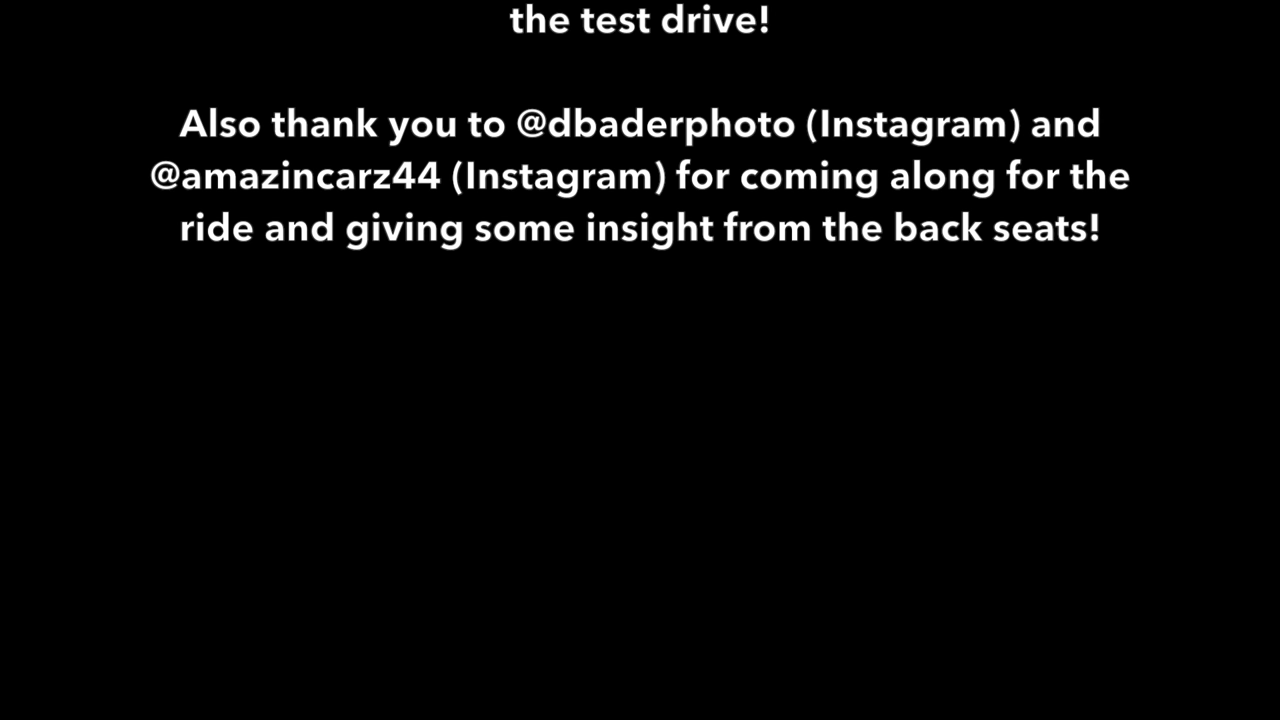 the test drive!
Also thank you to @dbaderphoto (Instagram) and
@amazincarz44 (Instagram) for coming along for the
ride and giving some insight from the back seats!